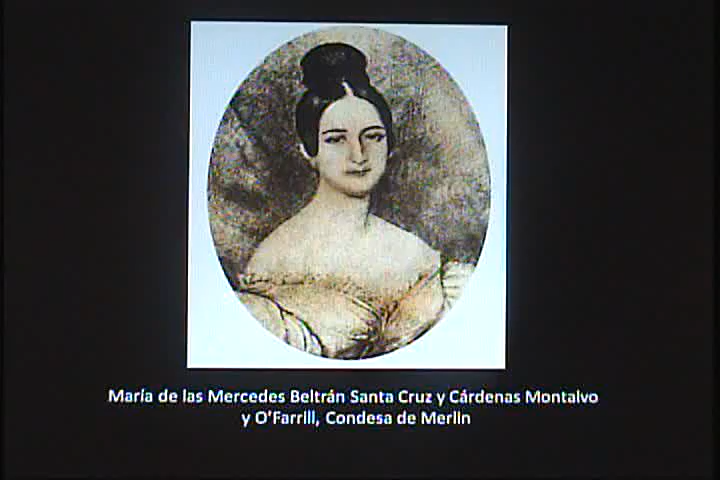 María de las Mercedes Beltrán Santa Cruz y Cárdenas Montalvo
y O'Farrill, Condesa de Merlin